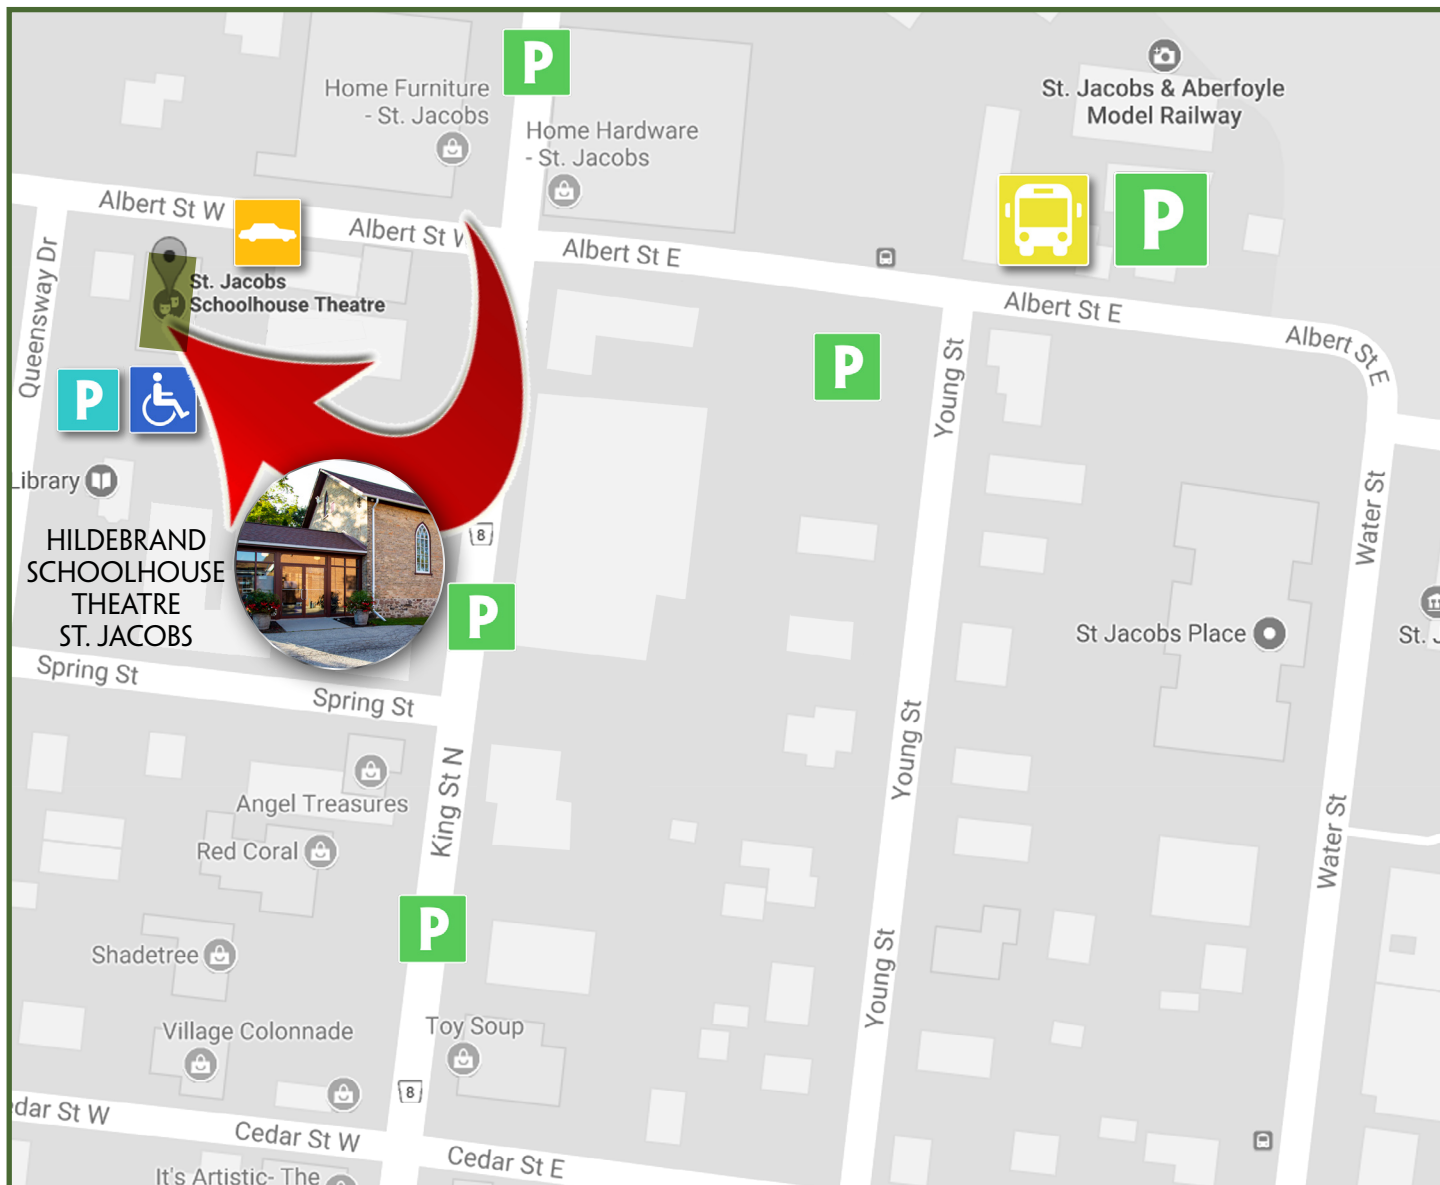 P
Home Furniture
- St. Jacobs
Home Hardware
- St. Jacobs
St. Jacobs & Aberfoyle
Model Railway
P
Albert St W
Albert St W
Albert St E
Albert St E
Albert St E
Queensway Dr
St. Jacobs
Schoolhouse Theatre
P
P
Young St
Library
Water St
8
HILDEBRAND
SCHOOLHOUSE
THEATRE
ST. JACOBS
P
St Jacobs Place
St. J
Spring St
Spring St
Young St
Angel Treasures
King St N
Red Coral
Water St
P
Shadetree
Young St
Village Colonnade
Toy Soup
8
dar St W
Cedar St W
Cedar St E
It's Artistic- The